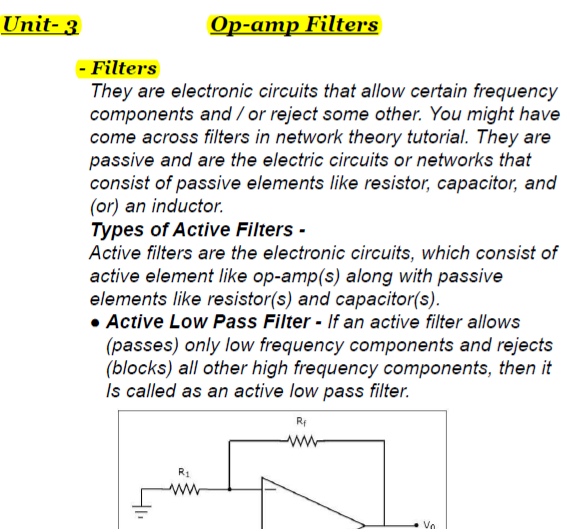 Unit- 3 Op-amp Filters
- Filters
They are electronic circuits that allow certain frequency
components and / or reject some other. You might have
come across filters in network theory tutorial. They are
passive and are the electric circuits or networks that
consist of passive elements like resistor, capacitor, and
(or) an inductor.
Types of Active Filters -
Active filters are the electronic circuits, which consist of
active element like op-amp(s) along with passive
elements like resistor(s) and capacitor(s).
● Active Low Pass Filter - If an active filter allows
(passes) only low frequency components and rejects
(blocks) all other high frequency components, then it
Is called as an active low pass filter.
Rf
R1
V0